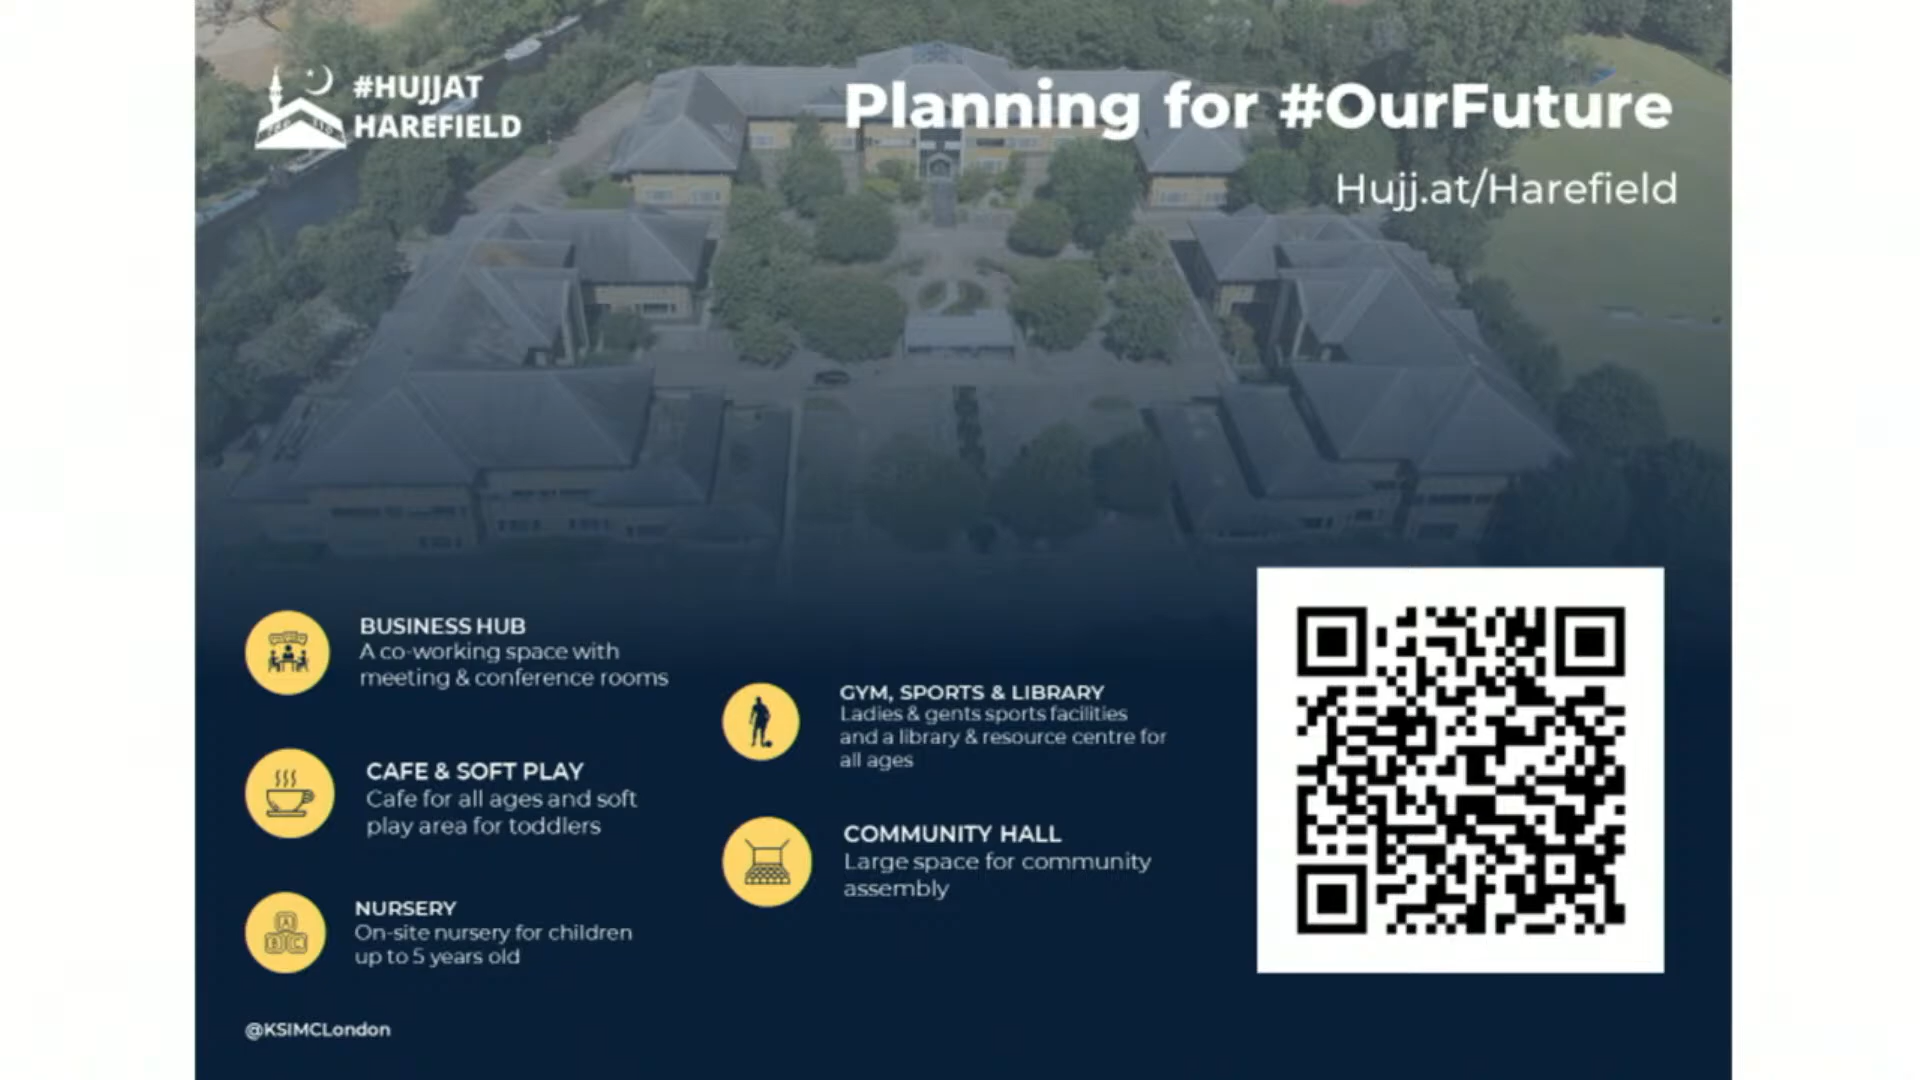 #HUJJAT
HAREFIELD
Planning for #OurFuture
Hujj.at/Harefield
BUSINESS HUB
A co-working space with
meeting & conference rooms
CAFE & SOFT PLAY
Cafe for all ages and soft
play area for toddlers
NURSERY
On-site nursery for children
up to 5 years old
GYM, SPORTS & LIBRARY
Ladies & gents sports facilities
and a library & resource centre for
all ages
COMMUNITY HALL
Large space for community
assembly
A
B C
@KSIMCLondon